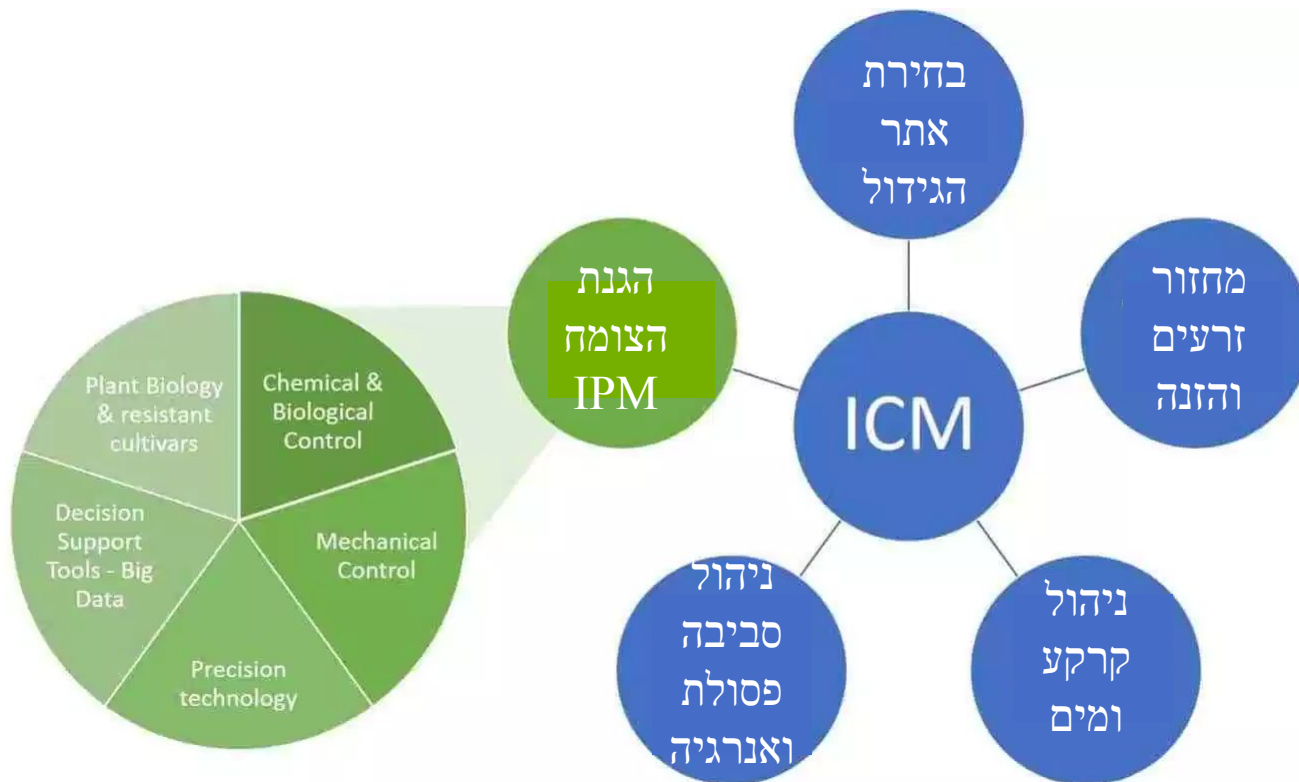 בחירת
אתר
הגידול
מחזור
זרעים
והזנה
הגנת
הצומח
IPM
ICM
ניהול
סביבה
פסולת
ואנרגיה
ניהול
קרקע
ומים
Plant Biology
& resistant
cultivars
Chemical &
Biological
Control
Decision
Support
Tools - Big
Data
Mechanical
Control
Precision
technology